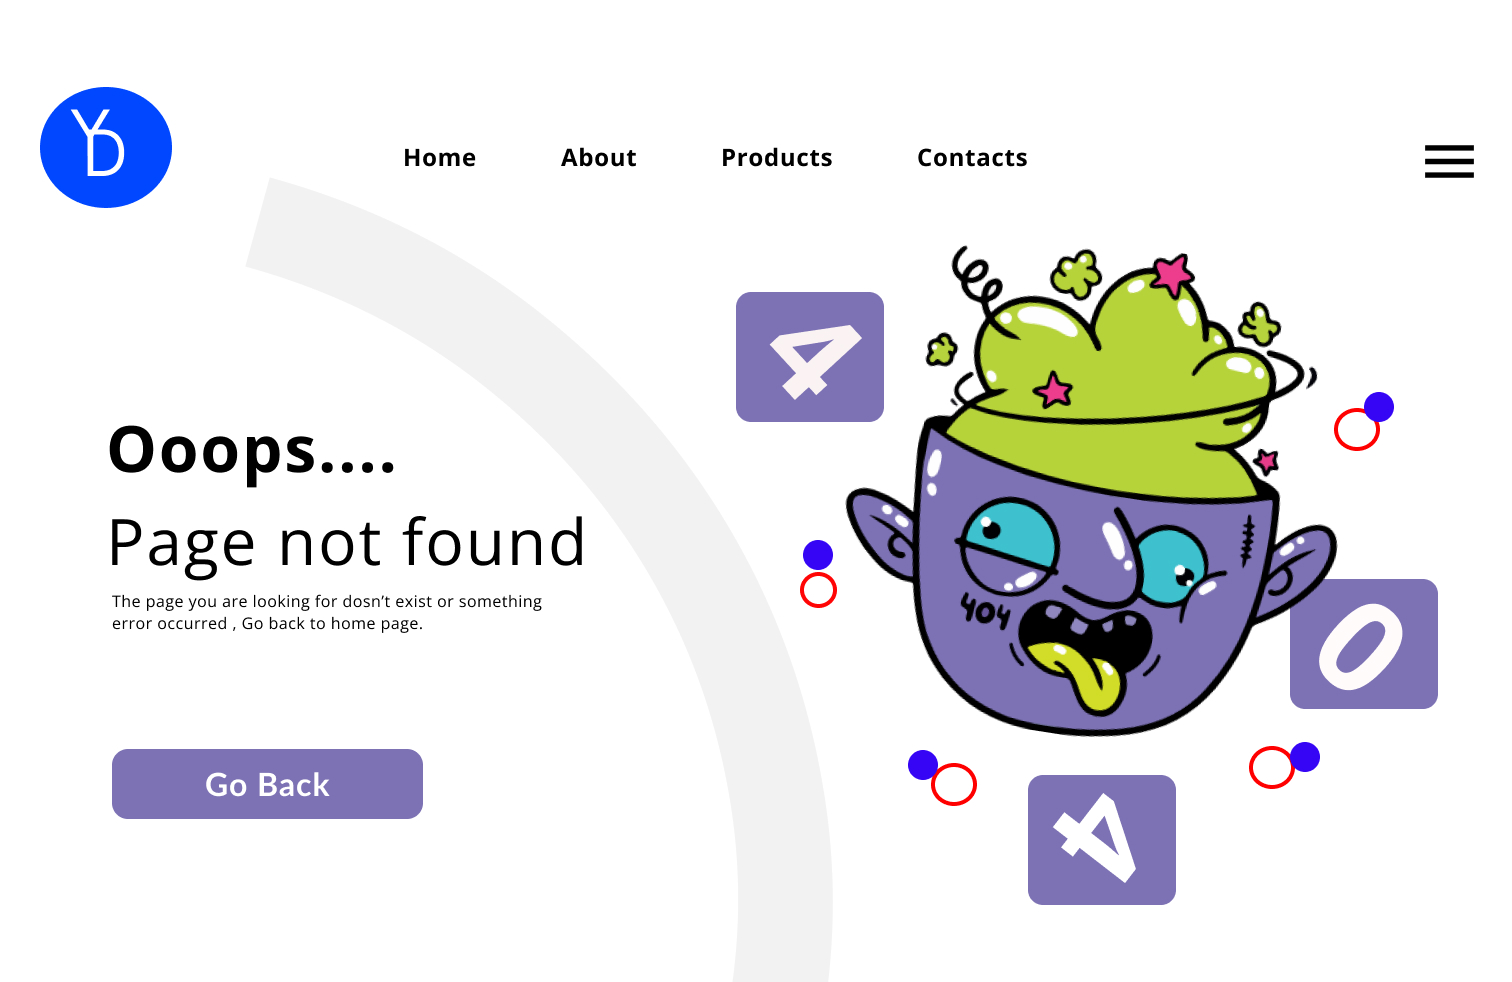 YD
Home About Products Contacts
4
Ooops....
Page not found
The page you are looking for dosn’t exist or something
error occurred , Go back to home page.
404
0
Go Back
4